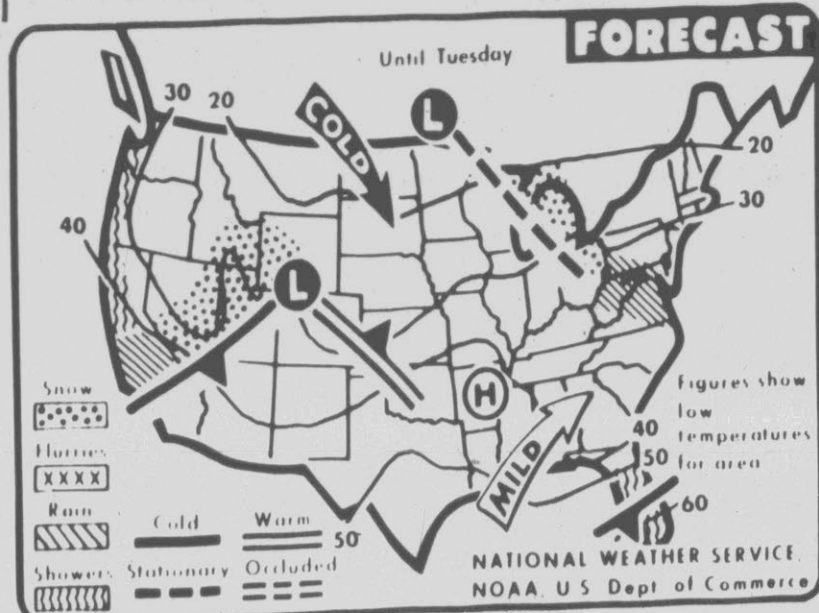 FORECAST
Until Tuesday
30
20
COLD
L
20
30
40
L
H
MILD
Figures show
low
temperatures
for area
40
50
60
Snow
Flurries
XXXX
Rain
Showers
Cold
Warm
50
Stationary
Occluded
NATIONAL WEATHER SERVICE,
NOAA, U S Dept of Commerce